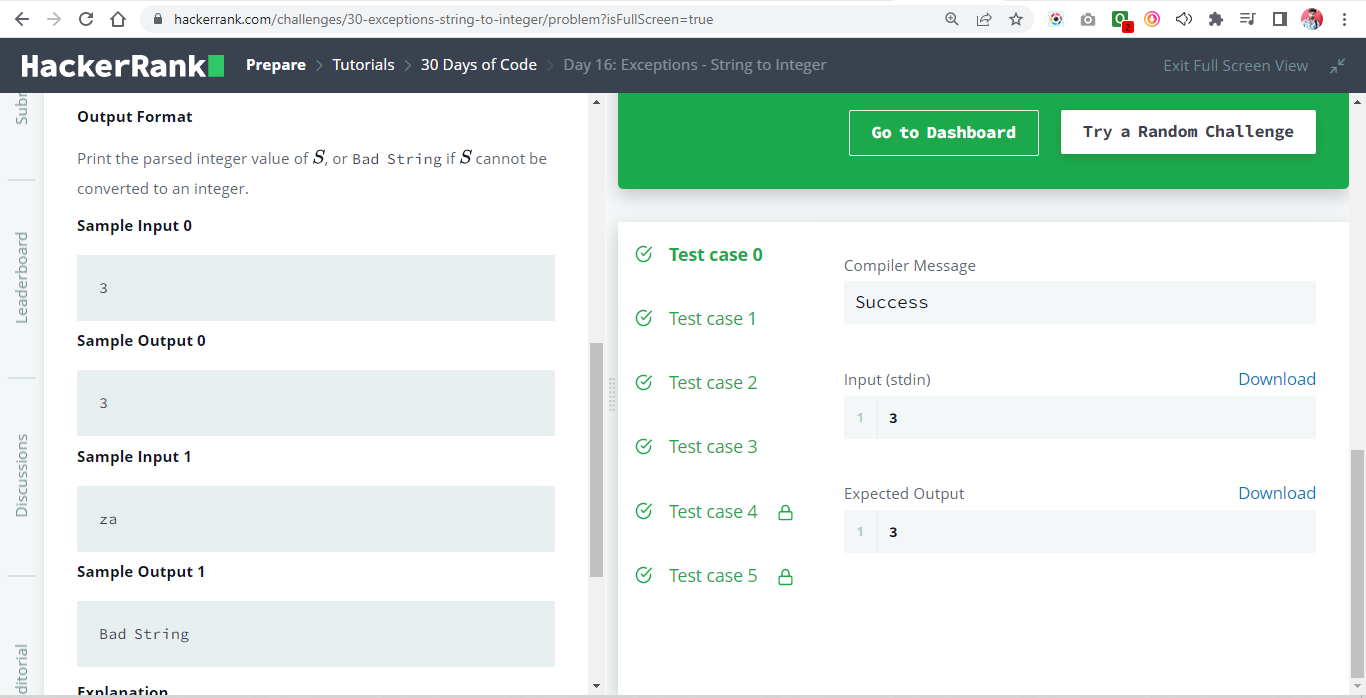 hackerrank.com/challenges/30-exceptions-string-to-integer/problem?isFullScreen=true
2
HackerRank Prepare > Tutorials > 30 Days of Code > Day 16: Exceptions - String to Integer
Exit Full Screen View
Subm
Leaderboard
Discussions
ditorial
Output Format
Print the parsed integer value of S, or Bad String if S cannot be
converted to an integer.
Sample Input 0
3
Sample Output 0
3
Sample Input 1
za
Sample Output 1
Bad String
Explanation
Go to Dashboard
Try a Random Challenge
Test case 0
Test case 1
Test case 2
Test case 3
Test case 4
Test case 5
Compiler Message
Success
Input (stdin)
Download
1 3
Expected Output
Download
1 3